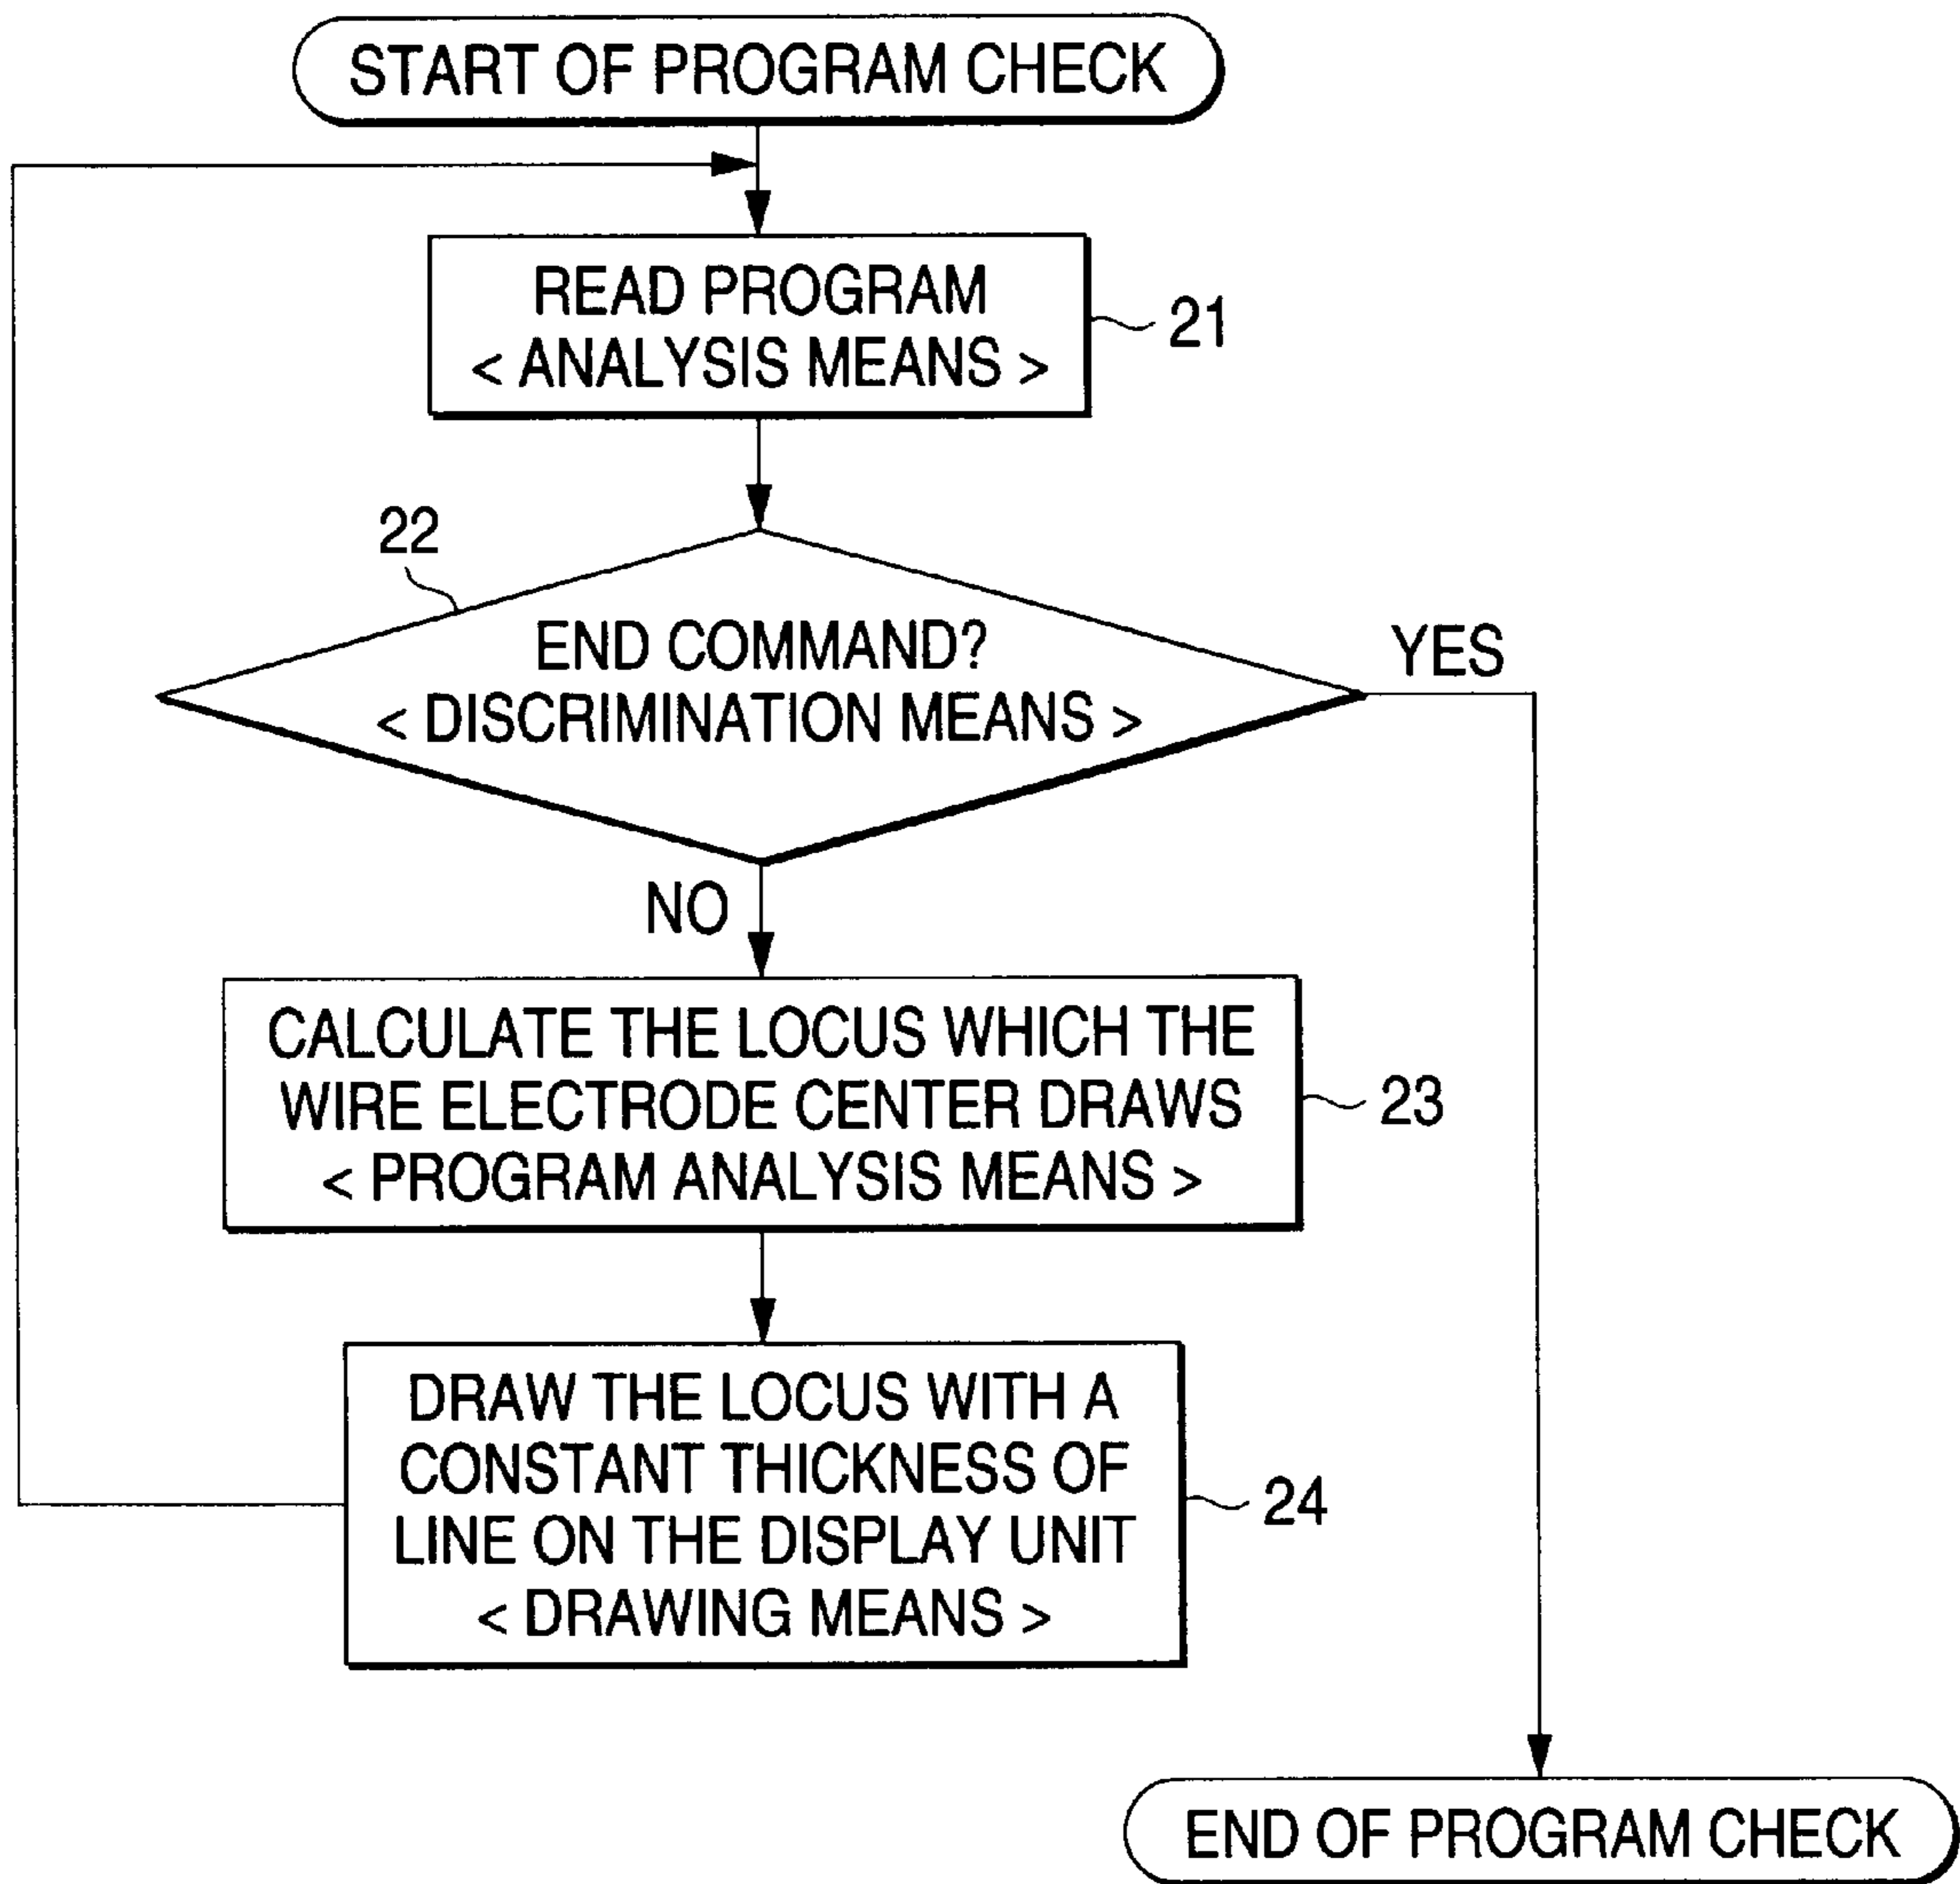 START OF PROGRAM CHECK
READ PROGRAM
< ANALYSIS MEANS >
21
22
END COMMAND?
< DISCRIMINATION MEANS >
YES
NO
CALCULATE THE LOCUS WHICH THE
WIRE ELECTRODE CENTER DRAWS
< PROGRAM ANALYSIS MEANS >
23
DRAW THE LOCUS WITH A
CONSTANT THICKNESS OF
LINE ON THE DISPLAY UNIT
< DRAWING MEANS >
24
END OF PROGRAM CHECK